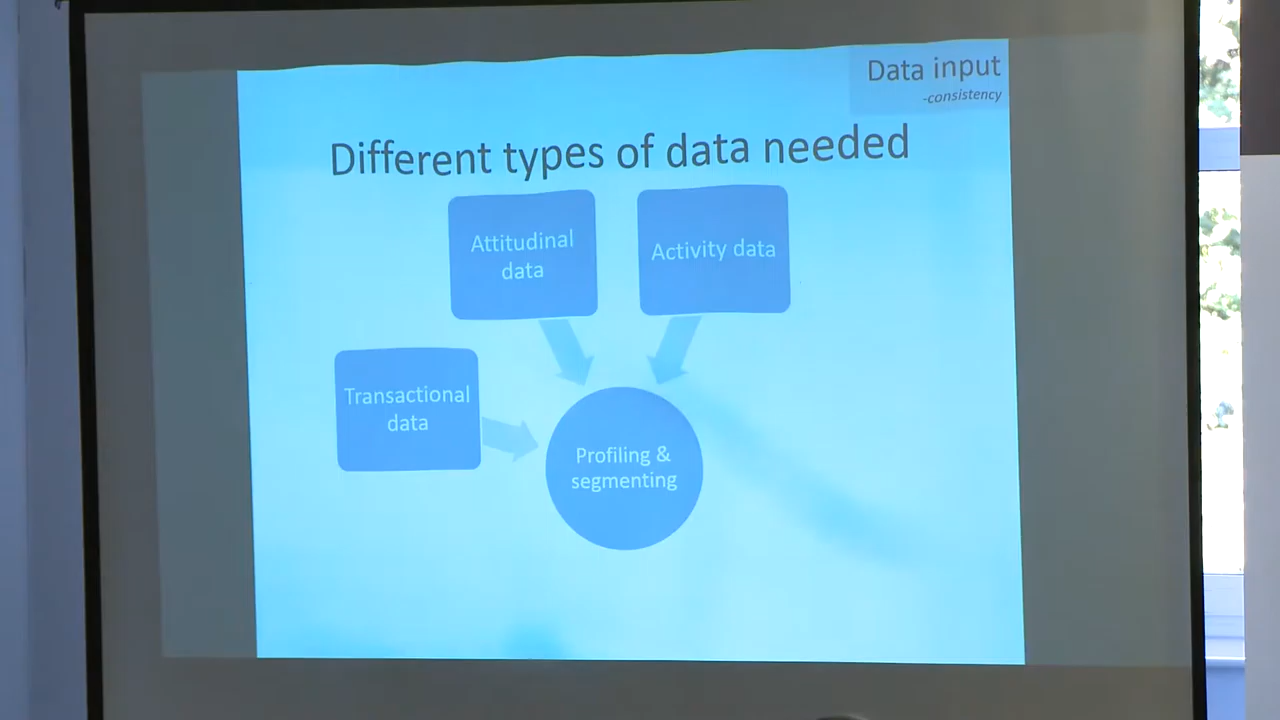 Data input
-consistency
Different types of data needed
Attitudinal
data
Activity data
Transactional
data
Profiling &
segmenting